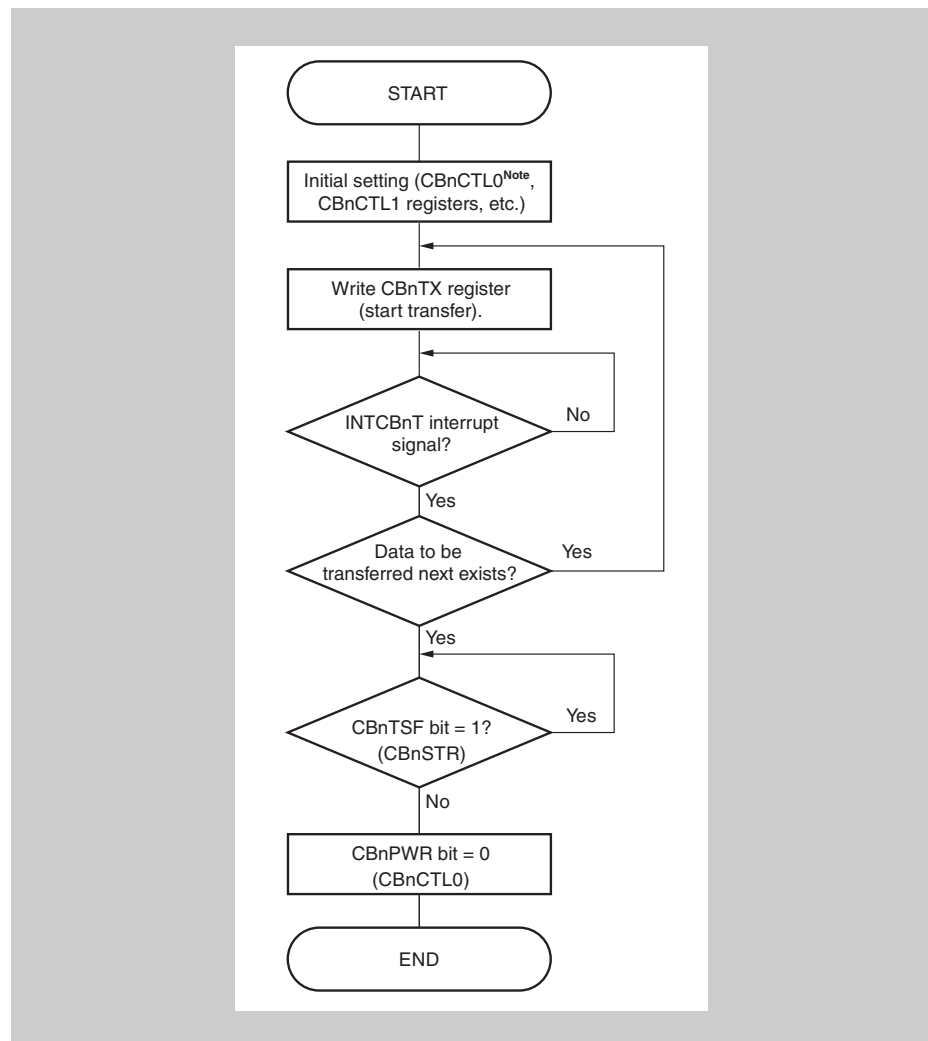 START
Initial setting (CBnCTL0Note,
CBnCTL1 registers, etc.)
Write CBnTX register
(start transfer).
INTCBnT interrupt
signal?
No
Yes
Data to be
transferred next exists?
Yes
Yes
CBnTSF bit = 1?
(CBnSTR)
Yes
No
CBnPWR bit = 0
(CBnCTL0)
END